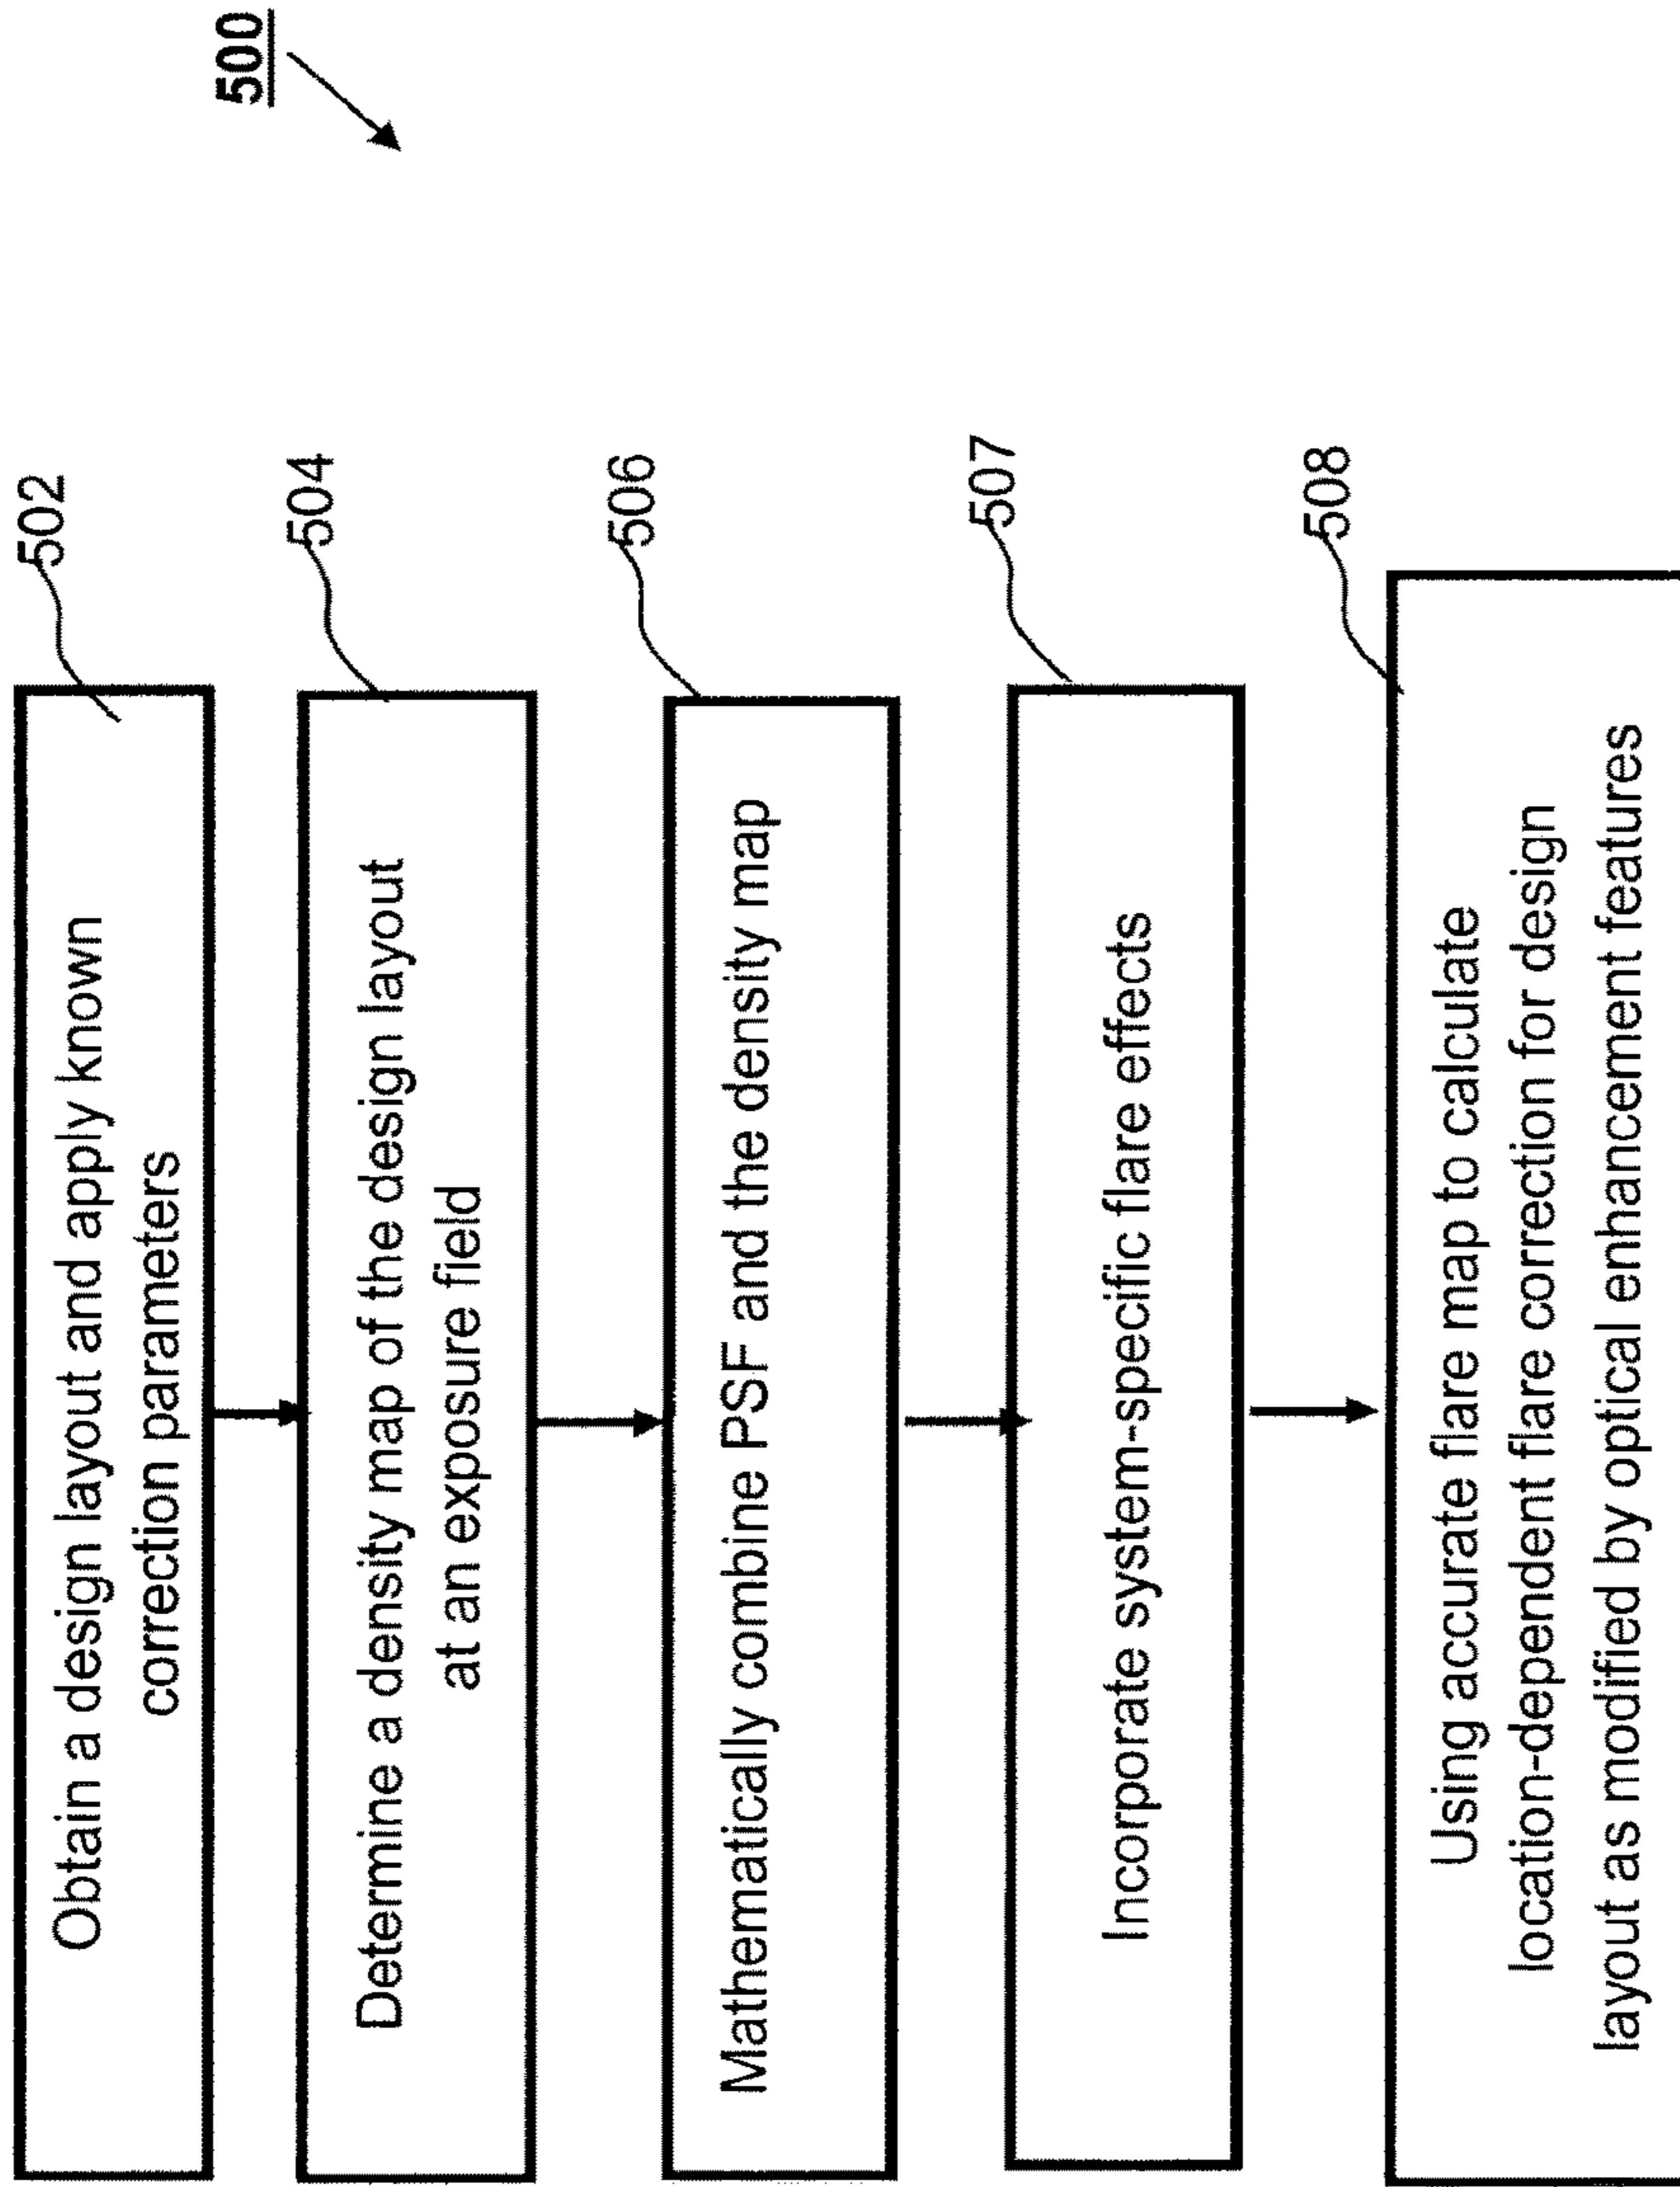 500
502
Obtain a design layout and apply known
correction parameters
504
Determine a density map of the design layout
at an exposure field
506
Mathematically combine PSF and the density map
507
Incorporate system-specific flare effects
508
Using accurate flare map to calculate
location-dependent flare correction for design
layout as modified by optical enhancement features